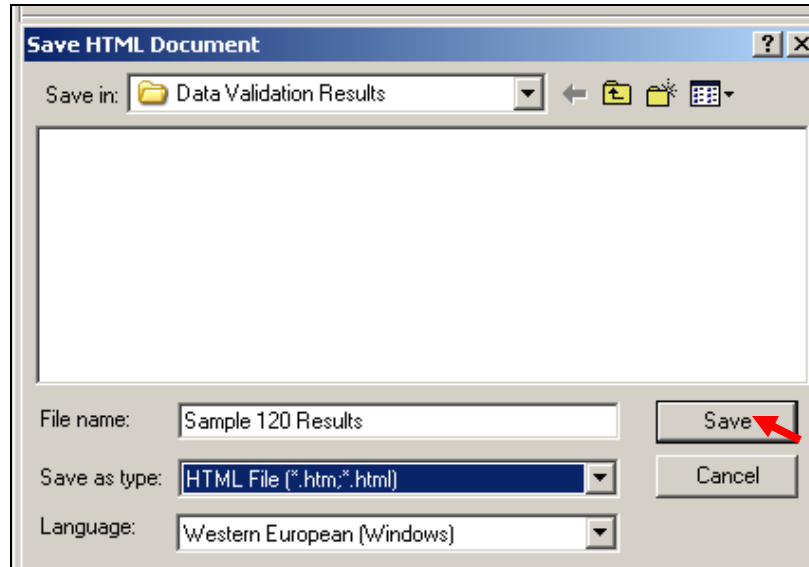 Save HTML Document
Save in: Data Validation Results
File name: Sample 120 Results Save
Save as type: HTML File (*.htm;*.html) Cancel
Language: Western European (Windows)